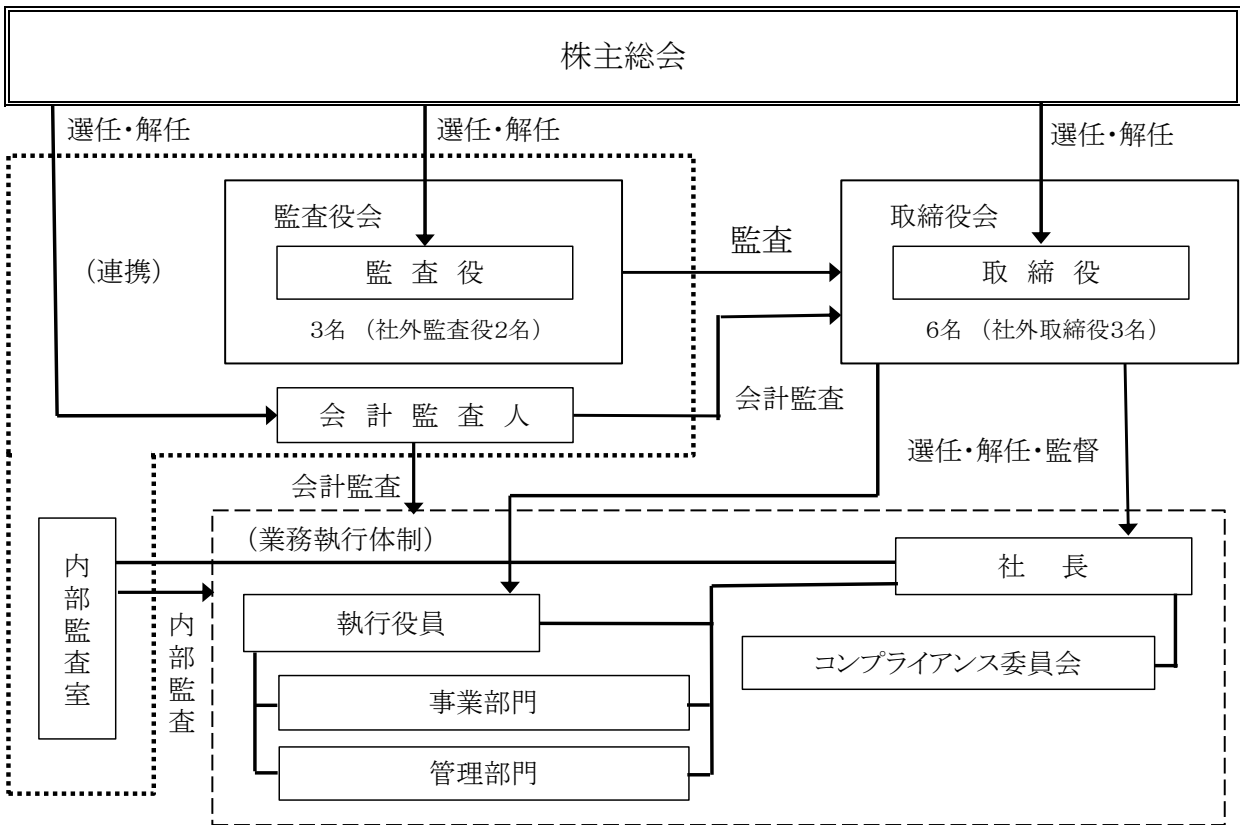 株主総会
選任・解任
選任・解任
選任・解任
監査役会
監査役
3名 (社外監査役2名)
(連携)
監査
取締役会
取締役
6名 (社外取締役3名)
会計監査人
会計監査
会計監査
選任・解任・監督
(業務執行体制)
内部監査室
内部監査
社長
執行役員
コンプライアンス委員会
事業部門
管理部門